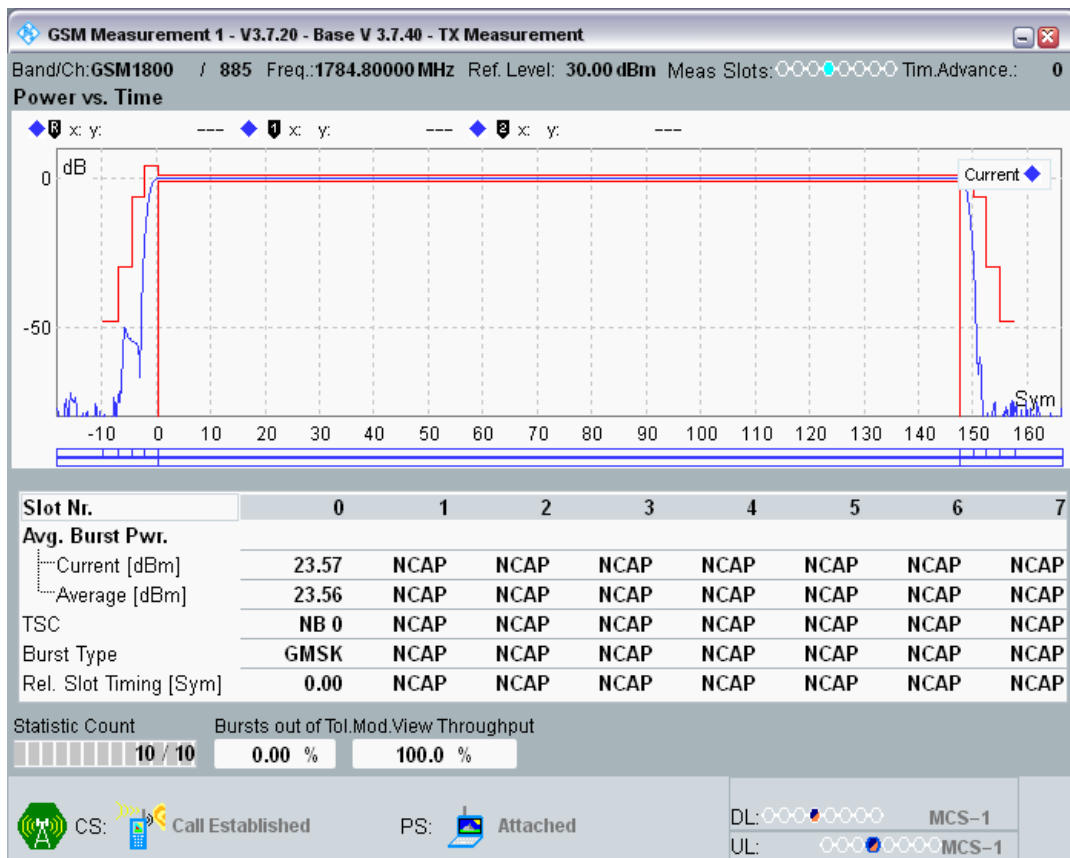 GSM Measurement 1 - V3.7.20 - Base V 3.7.40 - TX Measurement
Band/Ch:GSM1800 / 885 Freq.:1784.80000 MHz Ref. Level: 30.00 dBm Meas Slots: Tim.Advance.: 0
Power vs. Time
R x: y: --- 1 x: y: --- 2 x: y: ---
dB
0
Current
-50
Sym
-10 0 10 20 30 40 50 60 70 80 90 100 110 120 130 140 150 160
Slot Nr. 0 1 2 3 4 5 6 7
Avg. Burst Pwr.
Current [dBm] 23.57 NCAP NCAP NCAP NCAP NCAP NCAP NCAP
Average [dBm] 23.56 NCAP NCAP NCAP NCAP NCAP NCAP NCAP
TSC NB 0 NCAP NCAP NCAP NCAP NCAP NCAP NCAP
Burst Type GMSK NCAP NCAP NCAP NCAP NCAP NCAP NCAP
Rel. Slot Timing [Sym] 0.00 NCAP NCAP NCAP NCAP NCAP NCAP NCAP
Statistic Count Bursts out of Tol.Mod.View Throughput
10 / 10 0.00 % 100.0 %
CS: Call Established PS: Attached
DL: MCS-1
UL: MCS-1